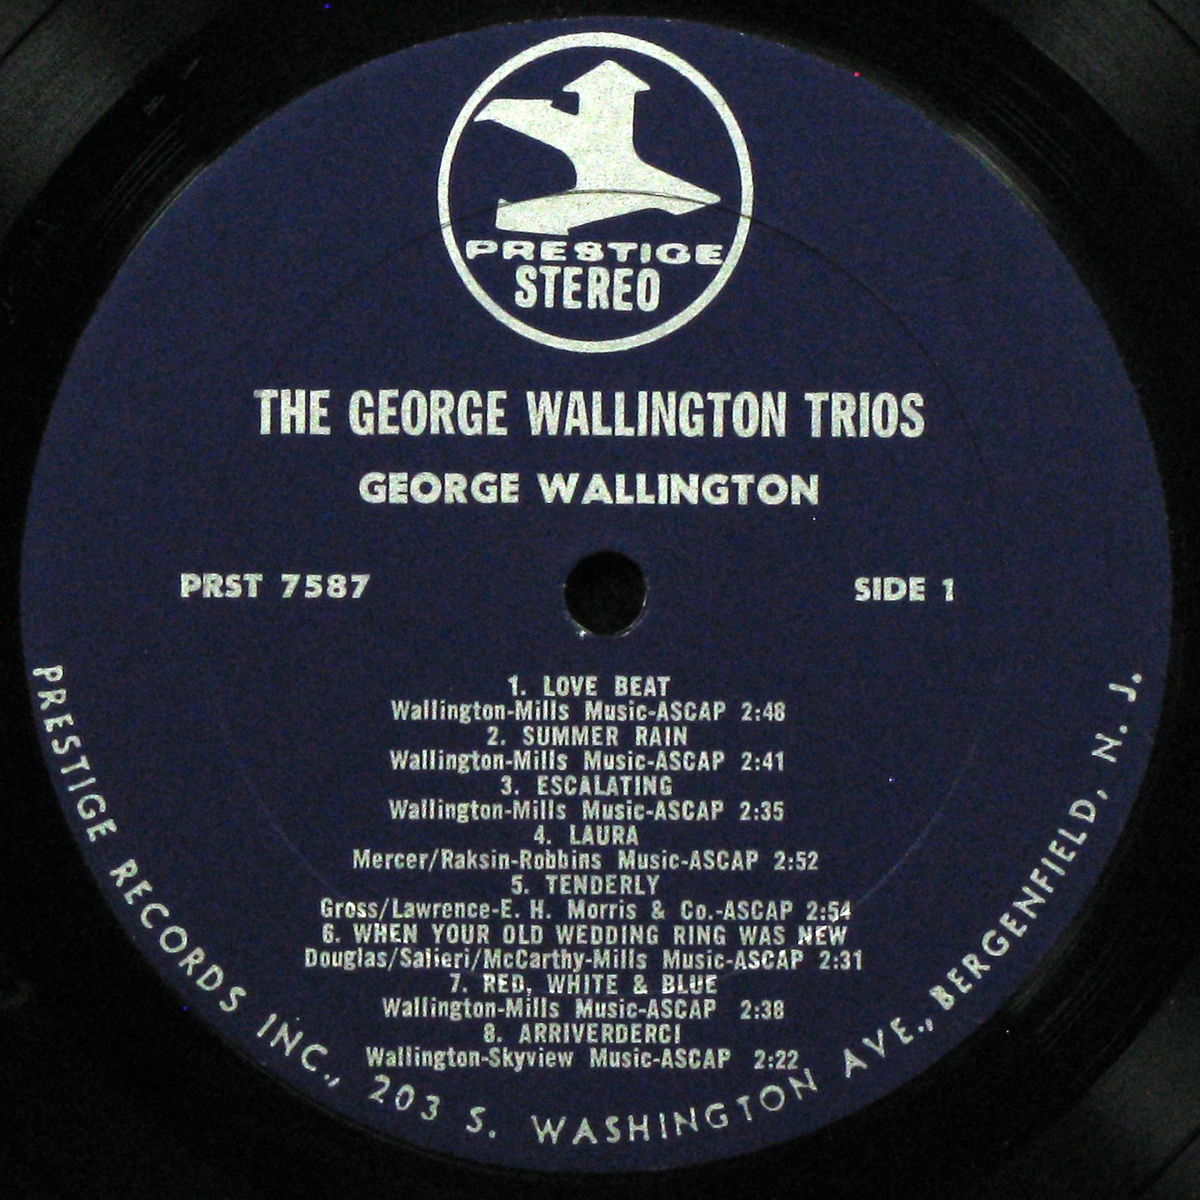 PRESTIGE
STEREO
THE GEORGE WALLINGTON TRIOS
GEORGE WALLINGTON
PRST 7587
SIDE 1
1. LOVE BEAT
Wallington-Mills Music-ASCAP 2:48
2. SUMMER RAIN
Wallington-Mills Music-ASCAP 2:41
3. ESCALATING
Wallington-Mills Music-ASCAP 2:35
4. LAURA
Mercer/Raksin-Robbins Music-ASCAP 2:52
5. TENDERLY
Gross/Lawrence-E. H. Morris & Co.-ASCAP 2:54
6. WHEN YOUR OLD WEDDING RING WAS NEW
Douglas/Salieri/McCarthy-Mills Music-ASCAP 2:31
7. RED, WHITE & BLUE
Wallington-Mills Music-ASCAP 2:38
8. ARRIVERDERCI
Wallington-Skyview Music-ASCAP 2:22
PRESTIGE RECORDS INC., 203 S. WASHINGTON AVE., BERGENFIELD, N. J.